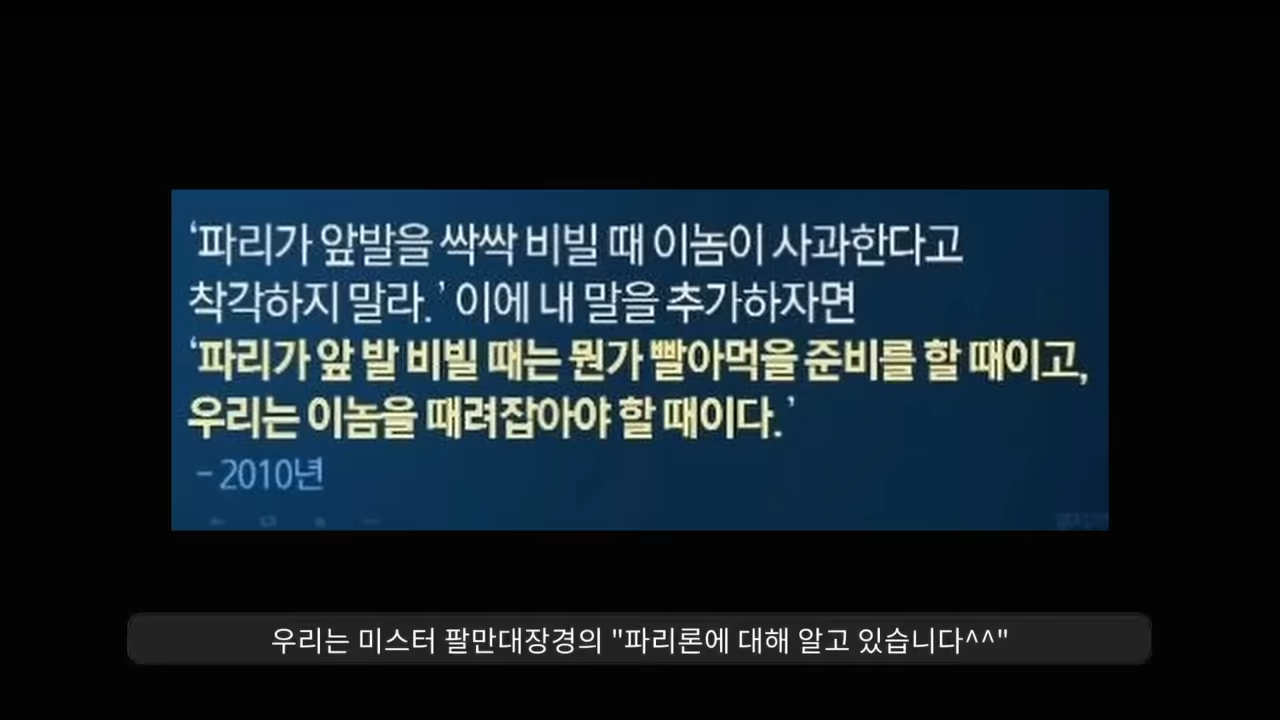 ‘파리가 앞발을 싹싹 비빌 때 이놈이 사과한다고
착각하지 말라.’ 이에 내 말을 추가하자면
‘파리가 앞 발 비빌 때는 뭔가 빨아먹을 준비를 할 때이고,
우리는 이놈을 때려잡아야 할 때이다.’
- 2010년
우리는 미스터 팔만대장경의 "파리론에 대해 알고 있습니다^^"